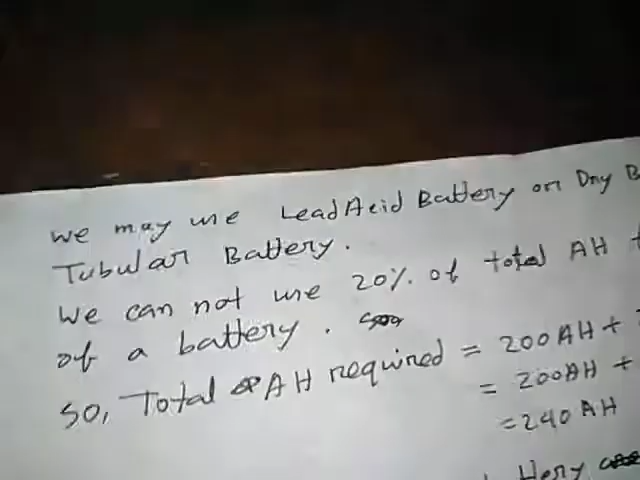 we may use Lead Acid Battery or Dry B
Tubular Battery.
We can not use 20% of total AH
of a battery.
So, Total AH required = 200AH +
= 200AH +
= 240 AH
Here